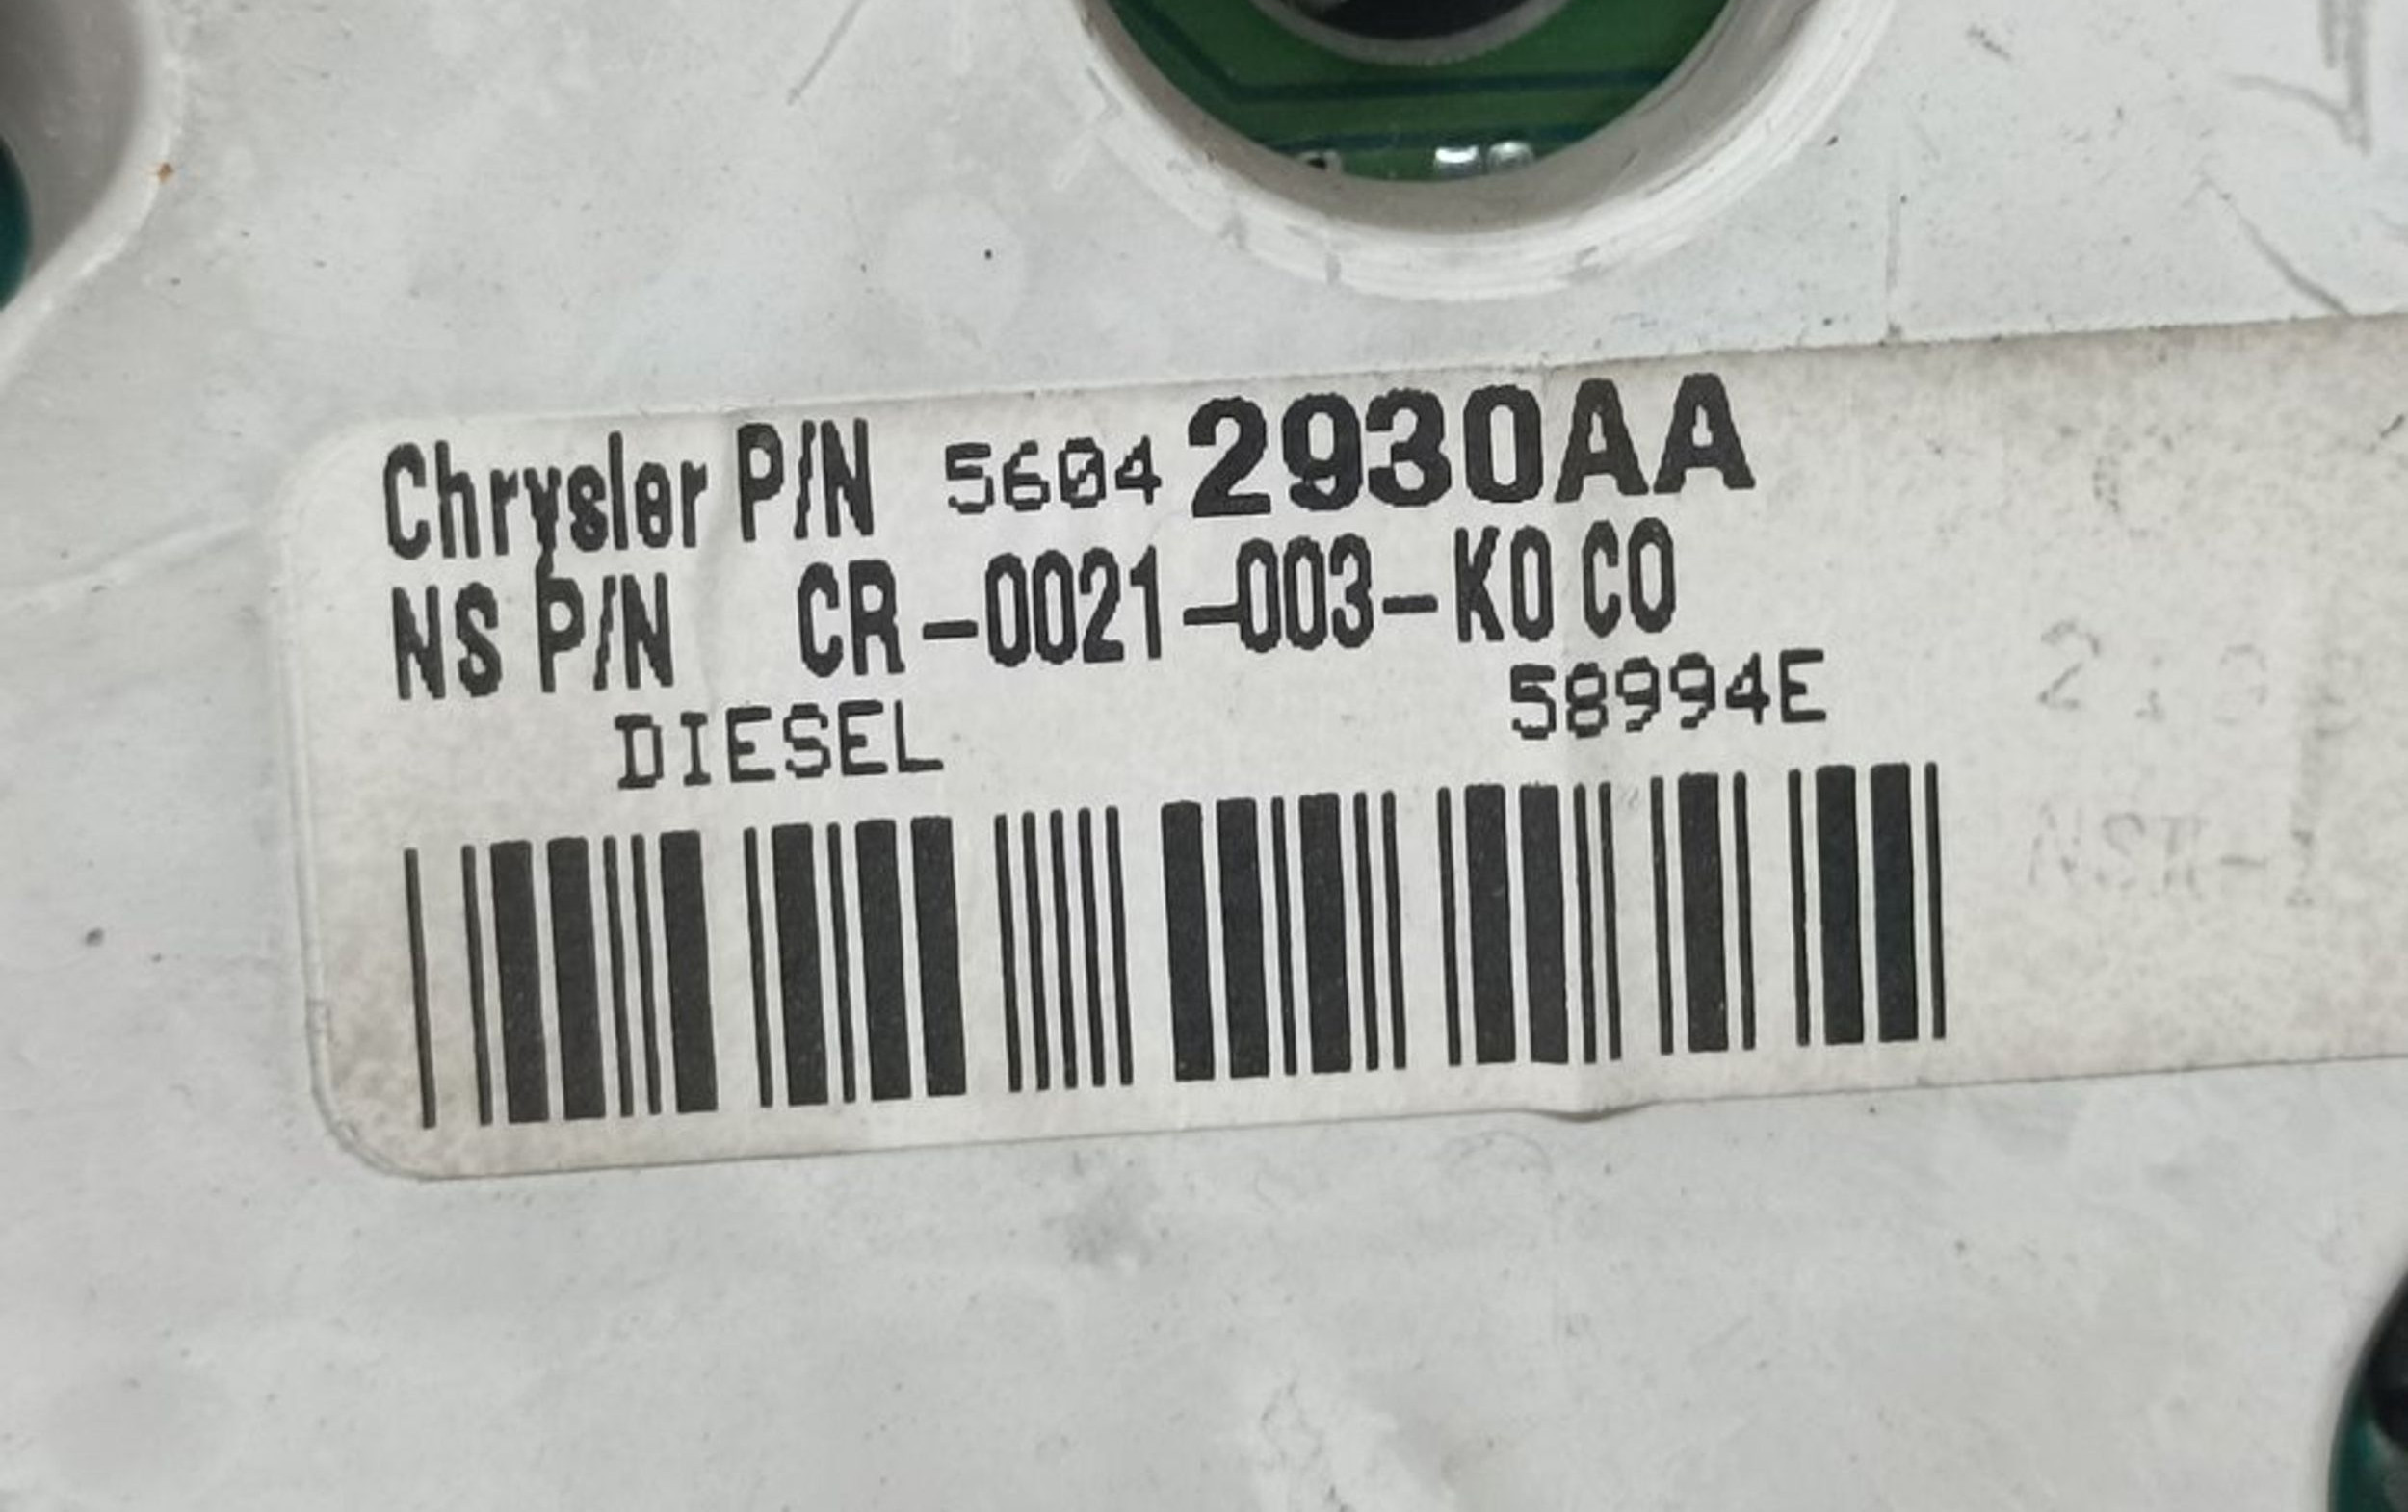 Chrysler P/N 5604 2930AA
NS P/N CR-0021-003-K0 C0
DIESEL 58994E